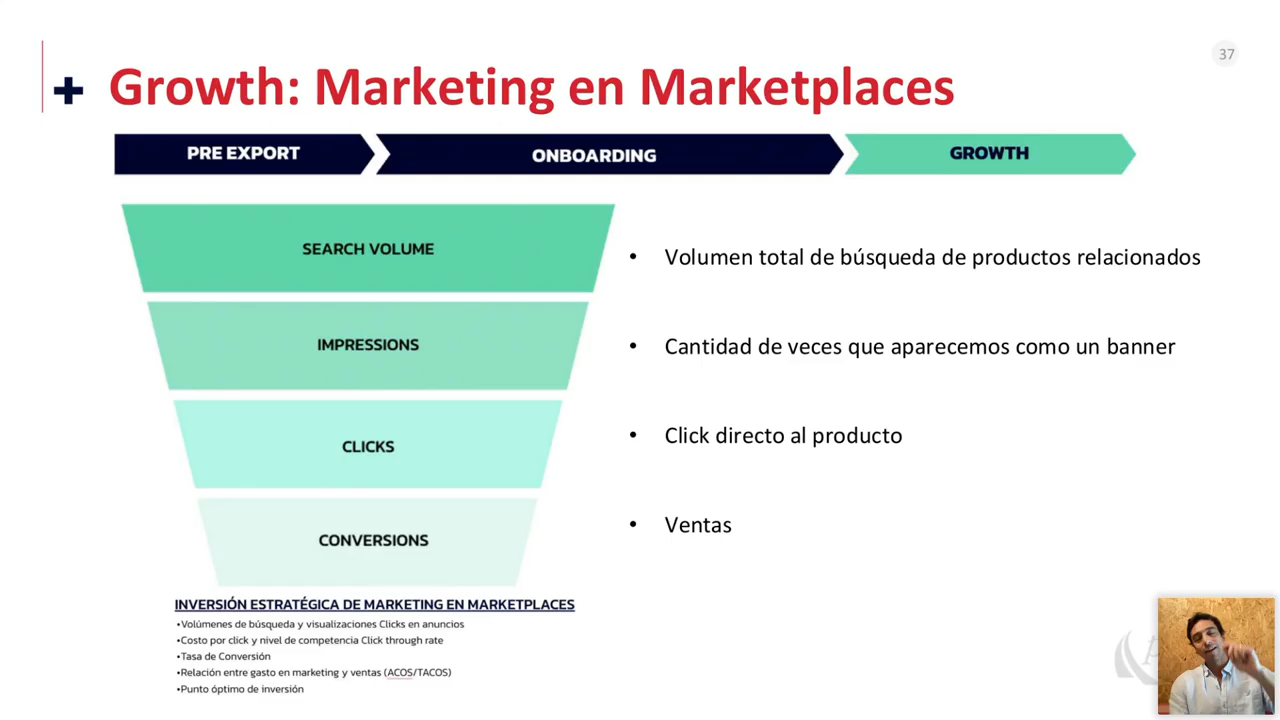 37
+ Growth: Marketing en Marketplaces
PRE EXPORT
ONBOARDING
GROWTH
SEARCH VOLUME
• Volumen total de búsqueda de productos relacionados
IMPRESSIONS
• Cantidad de veces que aparecemos como un banner
CLICKS
• Click directo al producto
CONVERSIONS
• Ventas
INVERSIÓN ESTRATÉGICA DE MARKETING EN MARKETPLACES
•Volúmenes de búsqueda y visualizaciones Clicks en anuncios
•Costo por click y nivel de competencia Click through rate
•Tasa de Conversión
•Relación entre gasto en marketing y ventas (ACOS/TACOS)
•Punto óptimo de inversión